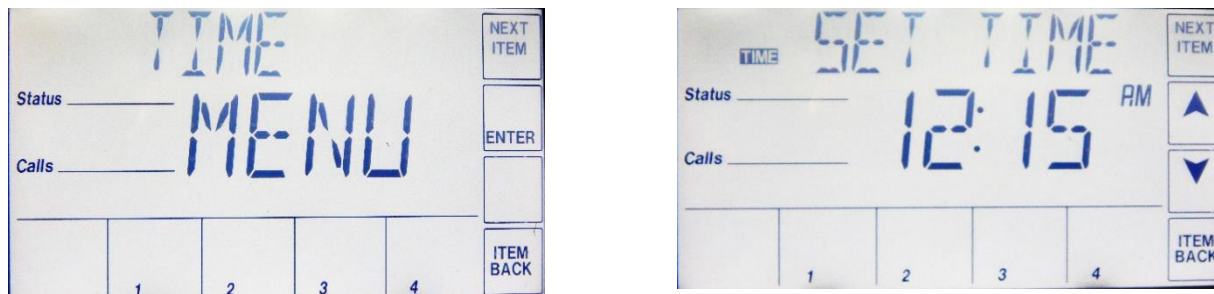 TIME
MENU
Status
Calls
NEXT
ITEM
ENTER
ITEM
BACK
1 2 3 4
TIME
SET TIME
12:15 PM
Status
Calls
NEXT
ITEM
ITEM
BACK
1 2 3 4